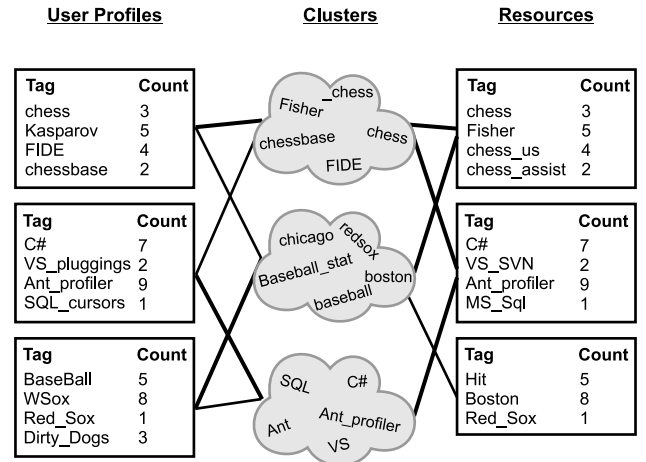 User Profiles
Clusters
Resources
Tag Count
chess 3
Kasparov 5
FIDE 4
chessbase 2
Tag Count
C# 7
VS_pluggings 2
Ant_profiler 9
SQL_cursors 1
Tag Count
BaseBall 5
WSox 8
Red_Sox 1
Dirty_Dogs 3
_chess
Fisher
chessbase
chess
FIDE
chicago
redsox
Baseball_stat
boston
baseball
SQL
C#
Ant
Ant_profiler
VS
Tag Count
chess 3
Fisher 5
chess_us 4
chess_assist 2
Tag Count
C# 7
VS_SVN 2
Ant_profiler 9
MS_Sql 1
Tag Count
Hit 5
Boston 8
Red_Sox 1